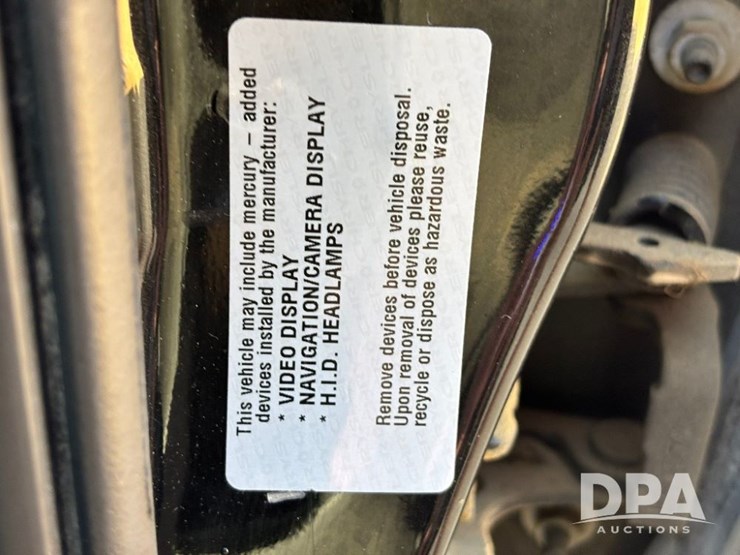 This vehicle may include mercury – added
devices installed by the manufacturer:
* VIDEO DISPLAY
* NAVIGATION/CAMERA DISPLAY
* H.I.D. HEADLAMPS
Remove devices before vehicle disposal.
Upon removal of devices please reuse,
recycle or dispose as hazardous waste.
DPA
AUCTIONS